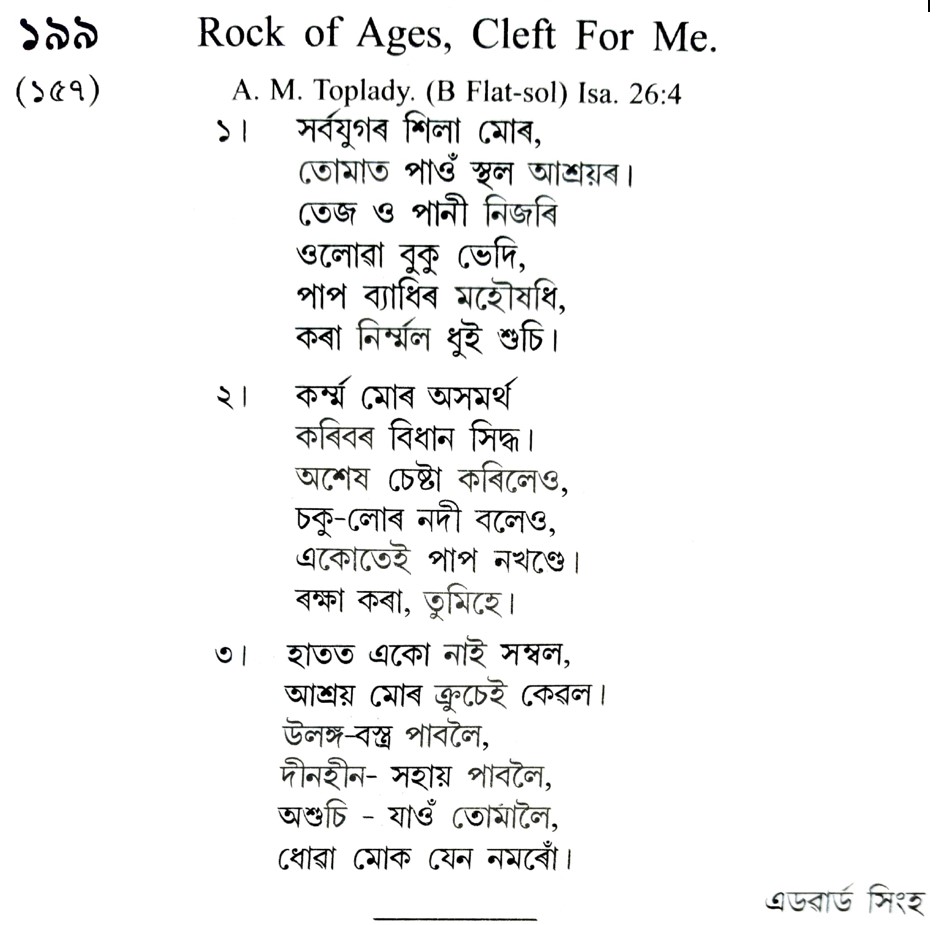 ১৯৯ Rock of Ages, Cleft For Me.
(১৫৭) A. M. Toplady. (B Flat-sol) Isa. 26:4
১। সৰ্বযুগৰ শিলা মোৰ,
তোমাত পাওঁ স্থল আশ্ৰয়ৰ।
তেজ ও পানী নিজৰি
ওলোৱা বুকু ভেদি,
পাপ ব্যাধিৰ মহৌষধি,
কৰা নিৰ্ম্মল ধুই শুচি।
২। কৰ্ম্ম মোৰ অসমৰ্থ
কৰিবৰ বিধান সিদ্ধ।
অশেষ চেষ্টা কৰিলেও,
চকু-লোৰ নদী বলেও,
একোতেই পাপ নখণ্ডে।
ৰক্ষা কৰা, তুমিহে।
৩। হাতত একো নাই সম্বল,
আশ্ৰয় মোৰ ক্ৰুচেই কেৱল।
উলঙ্গ-বস্ত্ৰ পাবলৈ,
দীনহীন- সহায় পাবলৈ,
অশুচি - যাওঁ তোমালৈ,
ধোৱা মোক যেন নমৰোঁ।
এডৱাৰ্ড সিংহ